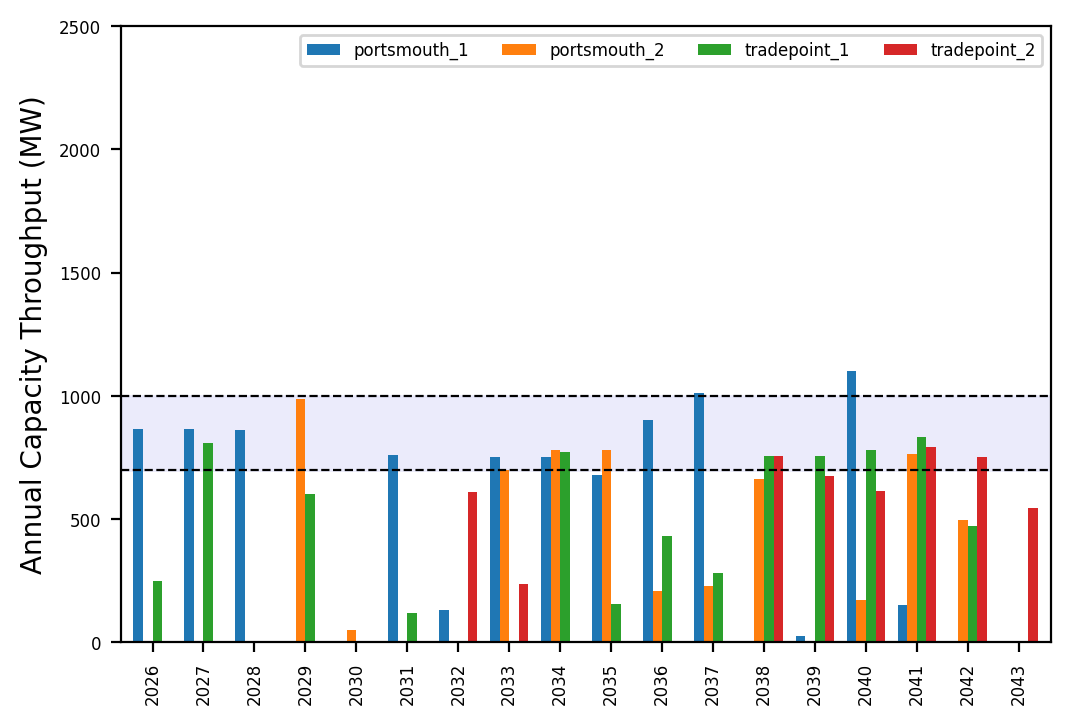 2500
2000
1500
1000
500
0
Annual Capacity Throughput (MW)
portsmouth_1 portsmouth_2 tradepoint_1 tradepoint_2
2026 2027 2028 2029 2030 2031 2032 2033 2034 2035 2036 2037 2038 2039 2040 2041 2042 2043